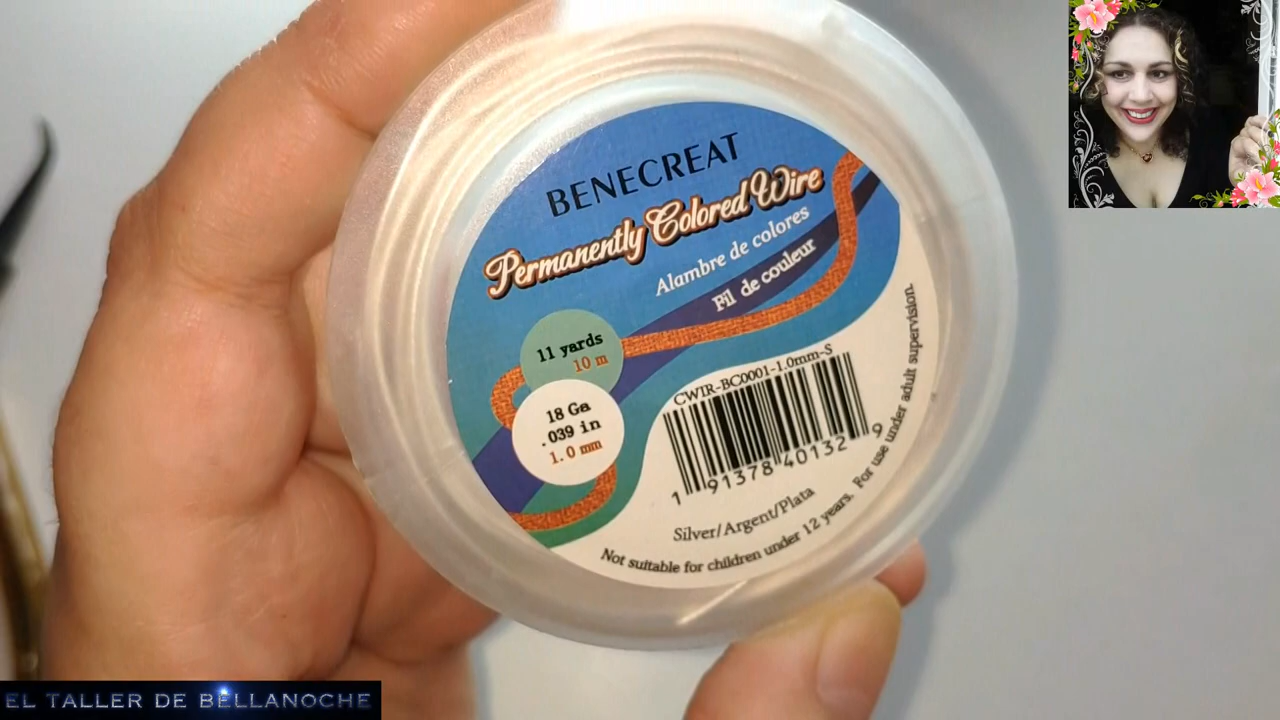 BENECREAT
Permanently Colored Wire
Alambre de colores
Fil de couleur
11 yards
10 m
18 Ga
.039 in
1.0 mm
CWIR-BC0001-1.0mm-S
1 91378 40132 9
Silver/Argent/Plata
Not suitable for children under 12 years. For use under adult supervision.
EL TALLER DE BELLANOCHE